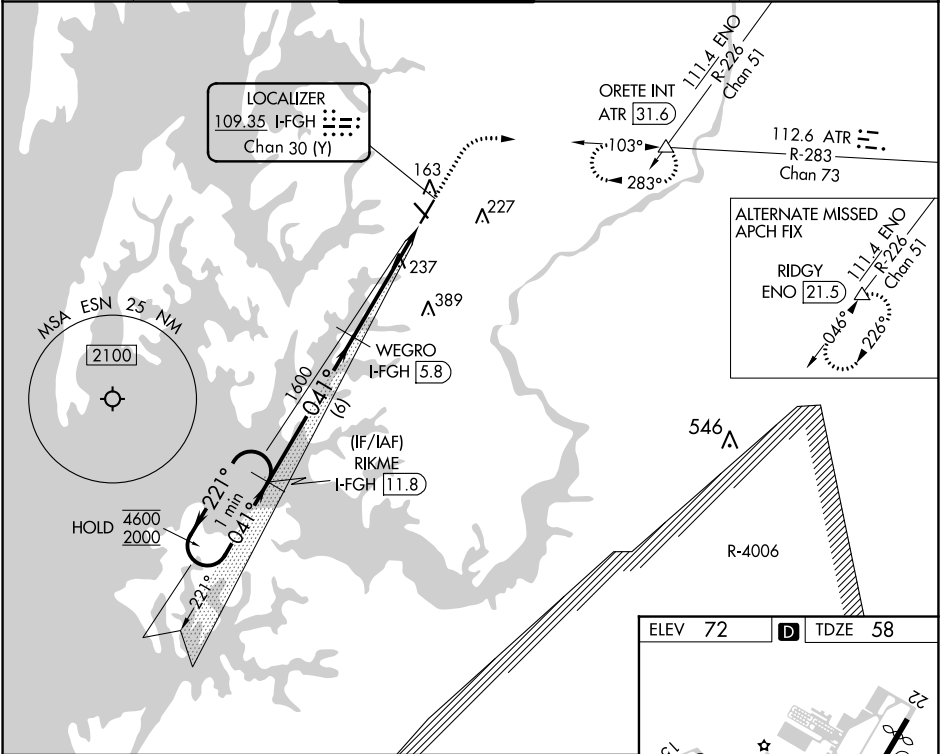 LOCALIZER
109.35 I-FGH
Chan 30 (Y)
163
227
237
389
ORETE INT
ATR 31.6
111.4 ENO
R-226
Chan 51
103°
283°
112.6 ATR
R-283
Chan 73
ALTERNATE MISSED
APCH FIX
RIDGY
ENO 21.5
111.4 ENO
R-226
Chan 51
046°
226°
MSA ESN 25 NM
2100
WEGRO
I-FGH 5.8
1600
041°
(6)
(IF/IAF)
RIKME
I-FGH 11.8
221°
1 min
041°
HOLD 4600
2000
221°
546
R-4006
ELEV 72 D TDZE 58
22